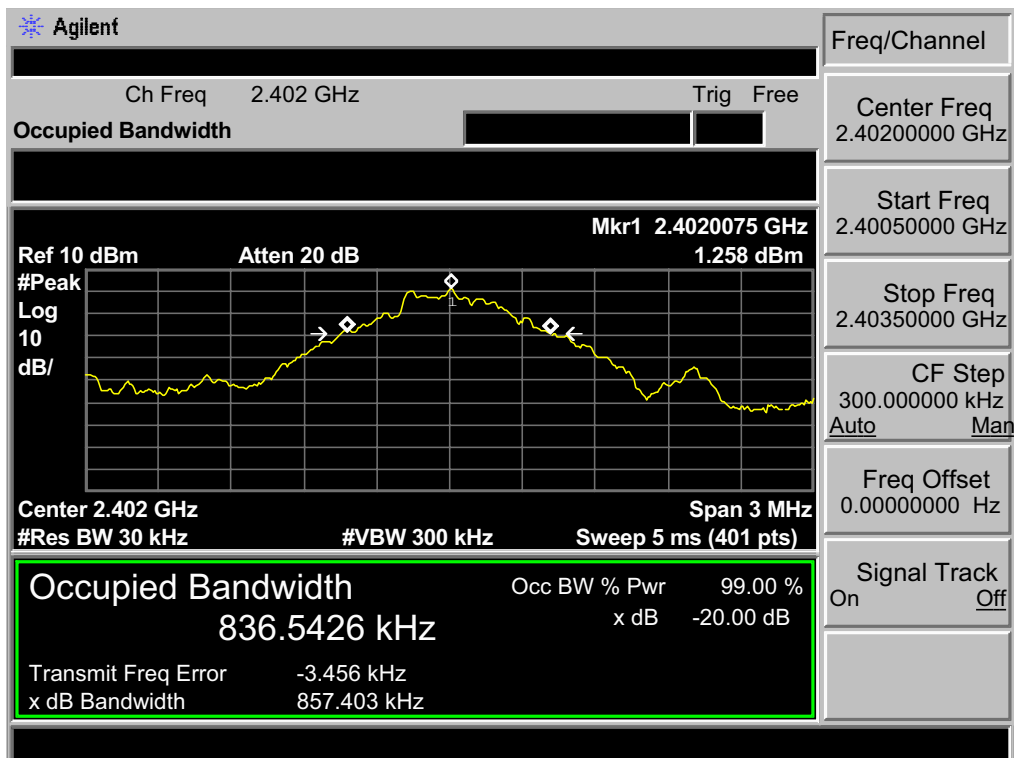 Agilent
Freq/Channel
Ch Freq 2.402 GHz Trig Free
Occupied Bandwidth
Center Freq
2.40200000 GHz
Start Freq
2.40050000 GHz
Stop Freq
2.40350000 GHz
CF Step
300.000000 kHz
Auto Man
Freq Offset
0.00000000 Hz
Signal Track
On Off
Mkr1 2.4020075 GHz
Ref 10 dBm Atten 20 dB 1.258 dBm
#Peak
Log
10
dB/
1
Center 2.402 GHz Span 3 MHz
#Res BW 30 kHz #VBW 300 kHz Sweep 5 ms (401 pts)
Occupied Bandwidth Occ BW % Pwr 99.00 %
836.5426 kHz x dB -20.00 dB
Transmit Freq Error -3.456 kHz
x dB Bandwidth 857.403 kHz